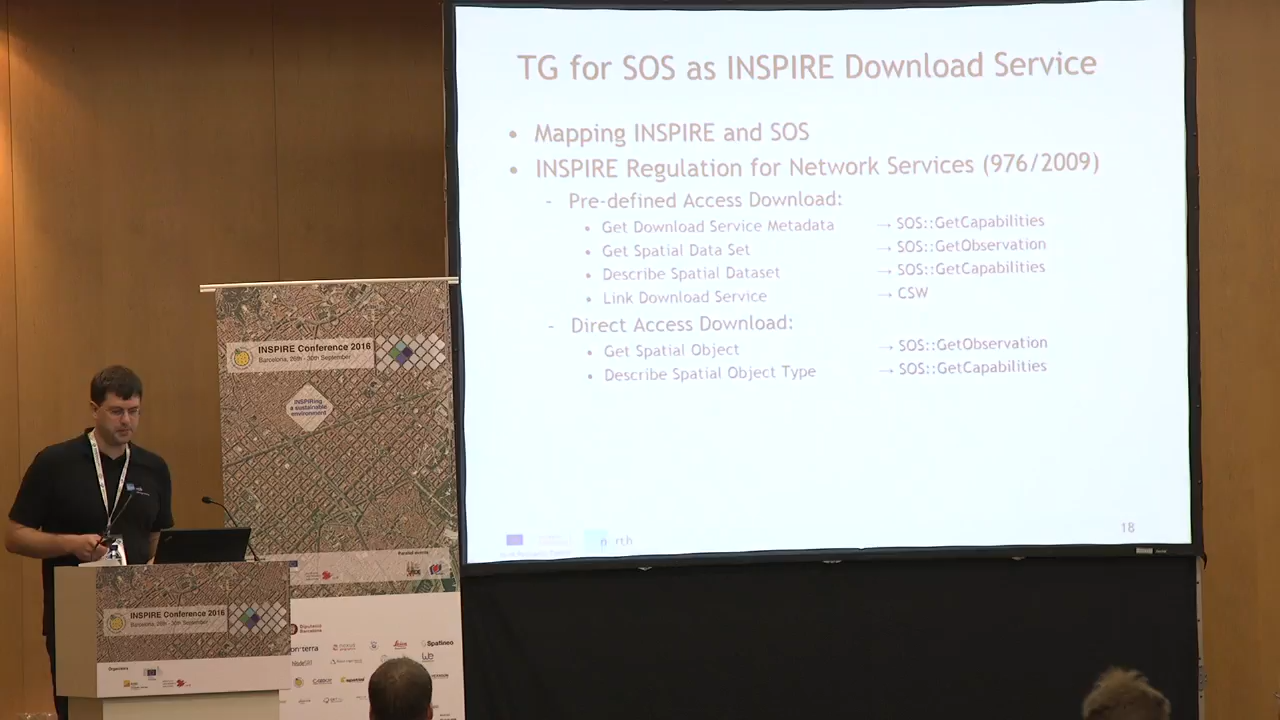 TG for SOS as INSPIRE Download Service
• Mapping INSPIRE and SOS
• INSPIRE Regulation for Network Services (976/2009)
- Pre-defined Access Download:
• Get Download Service Metadata → SOS::GetCapabilities
• Get Spatial Data Set → SOS::GetObservation
• Describe Spatial Dataset → SOS::GetCapabilities
• Link Download Service → CSW
- Direct Access Download:
• Get Spatial Object → SOS::GetObservation
• Describe Spatial Object Type → SOS::GetCapabilities
18
INSPIRE Conference 2016
Barcelona, 26th - 30th September
INSPIRing
a sustainable
environment
INSPIRE Conference 2016
Barcelona, 26th - 30th September
Organizers
Diputació
Barcelona
Spatineo